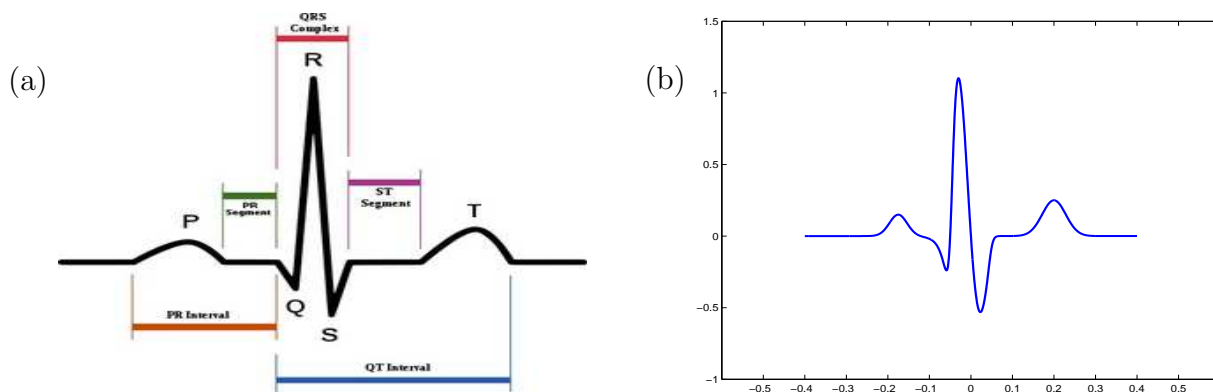 (a)
QRS
Complex
R
PR
Segment
ST
Segment
P
T
Q
S
PR Interval
QT Interval
(b)
1.5
1
0.5
0
−0.5
−1
−0.5 −0.4 −0.3 −0.2 −0.1 0 0.1 0.2 0.3 0.4 0.5